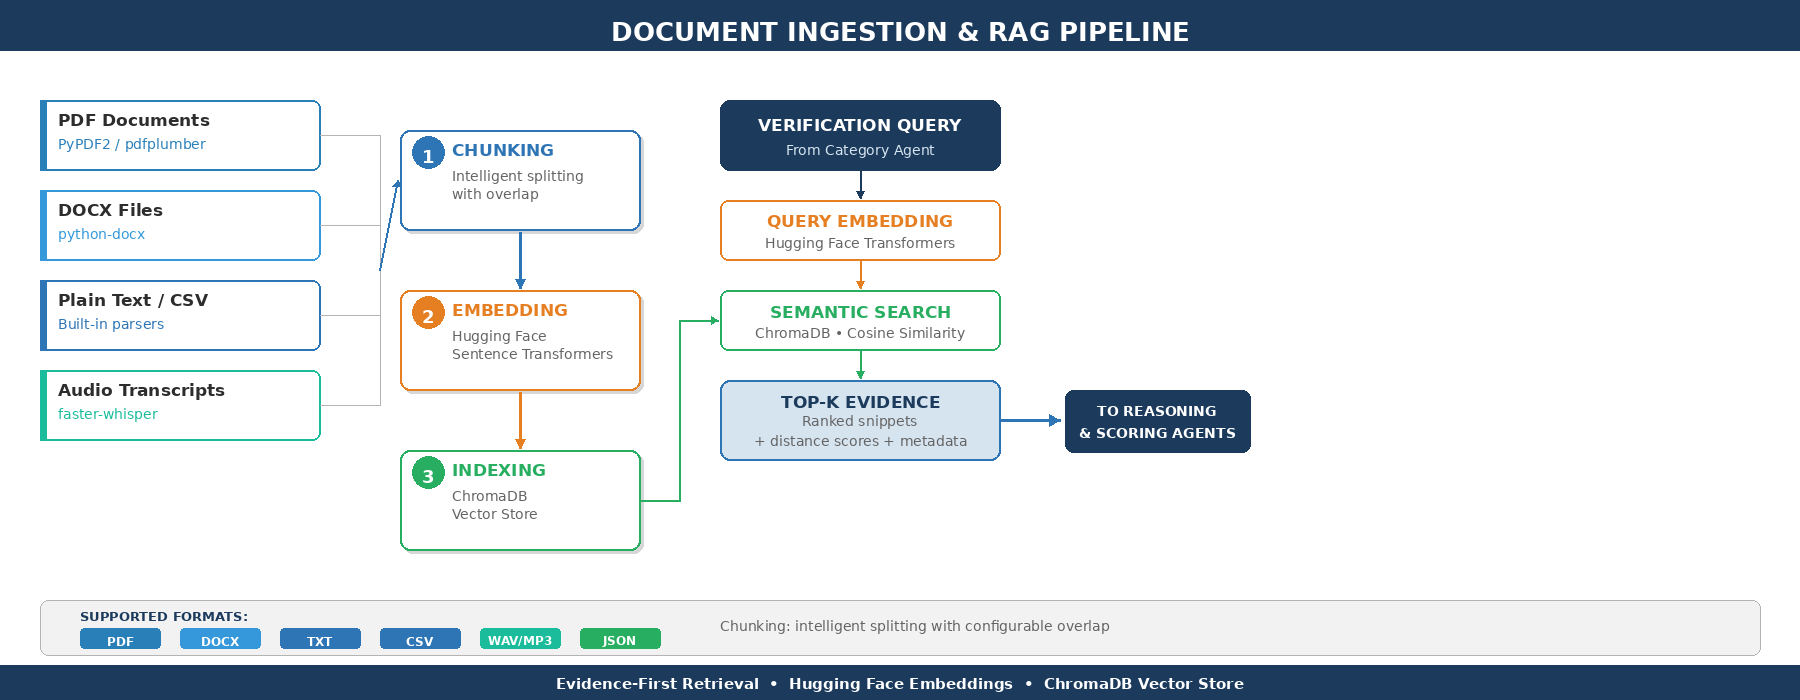 DOCUMENT INGESTION & RAG PIPELINE
PDF Documents
PyPDF2 / pdfplumber
DOCX Files
python-docx
Plain Text / CSV
Built-in parsers
Audio Transcripts
faster-whisper
1
CHUNKING
Intelligent splitting
with overlap
2
EMBEDDING
Hugging Face
Sentence Transformers
3
INDEXING
ChromaDB
Vector Store
VERIFICATION QUERY
From Category Agent
QUERY EMBEDDING
Hugging Face Transformers
SEMANTIC SEARCH
ChromaDB • Cosine Similarity
TOP-K EVIDENCE
Ranked snippets
+ distance scores + metadata
TO REASONING
& SCORING AGENTS
SUPPORTED FORMATS:
PDF
DOCX
TXT
CSV
WAV/MP3
JSON
Chunking: intelligent splitting with configurable overlap
Evidence-First Retrieval • Hugging Face Embeddings • ChromaDB Vector Store